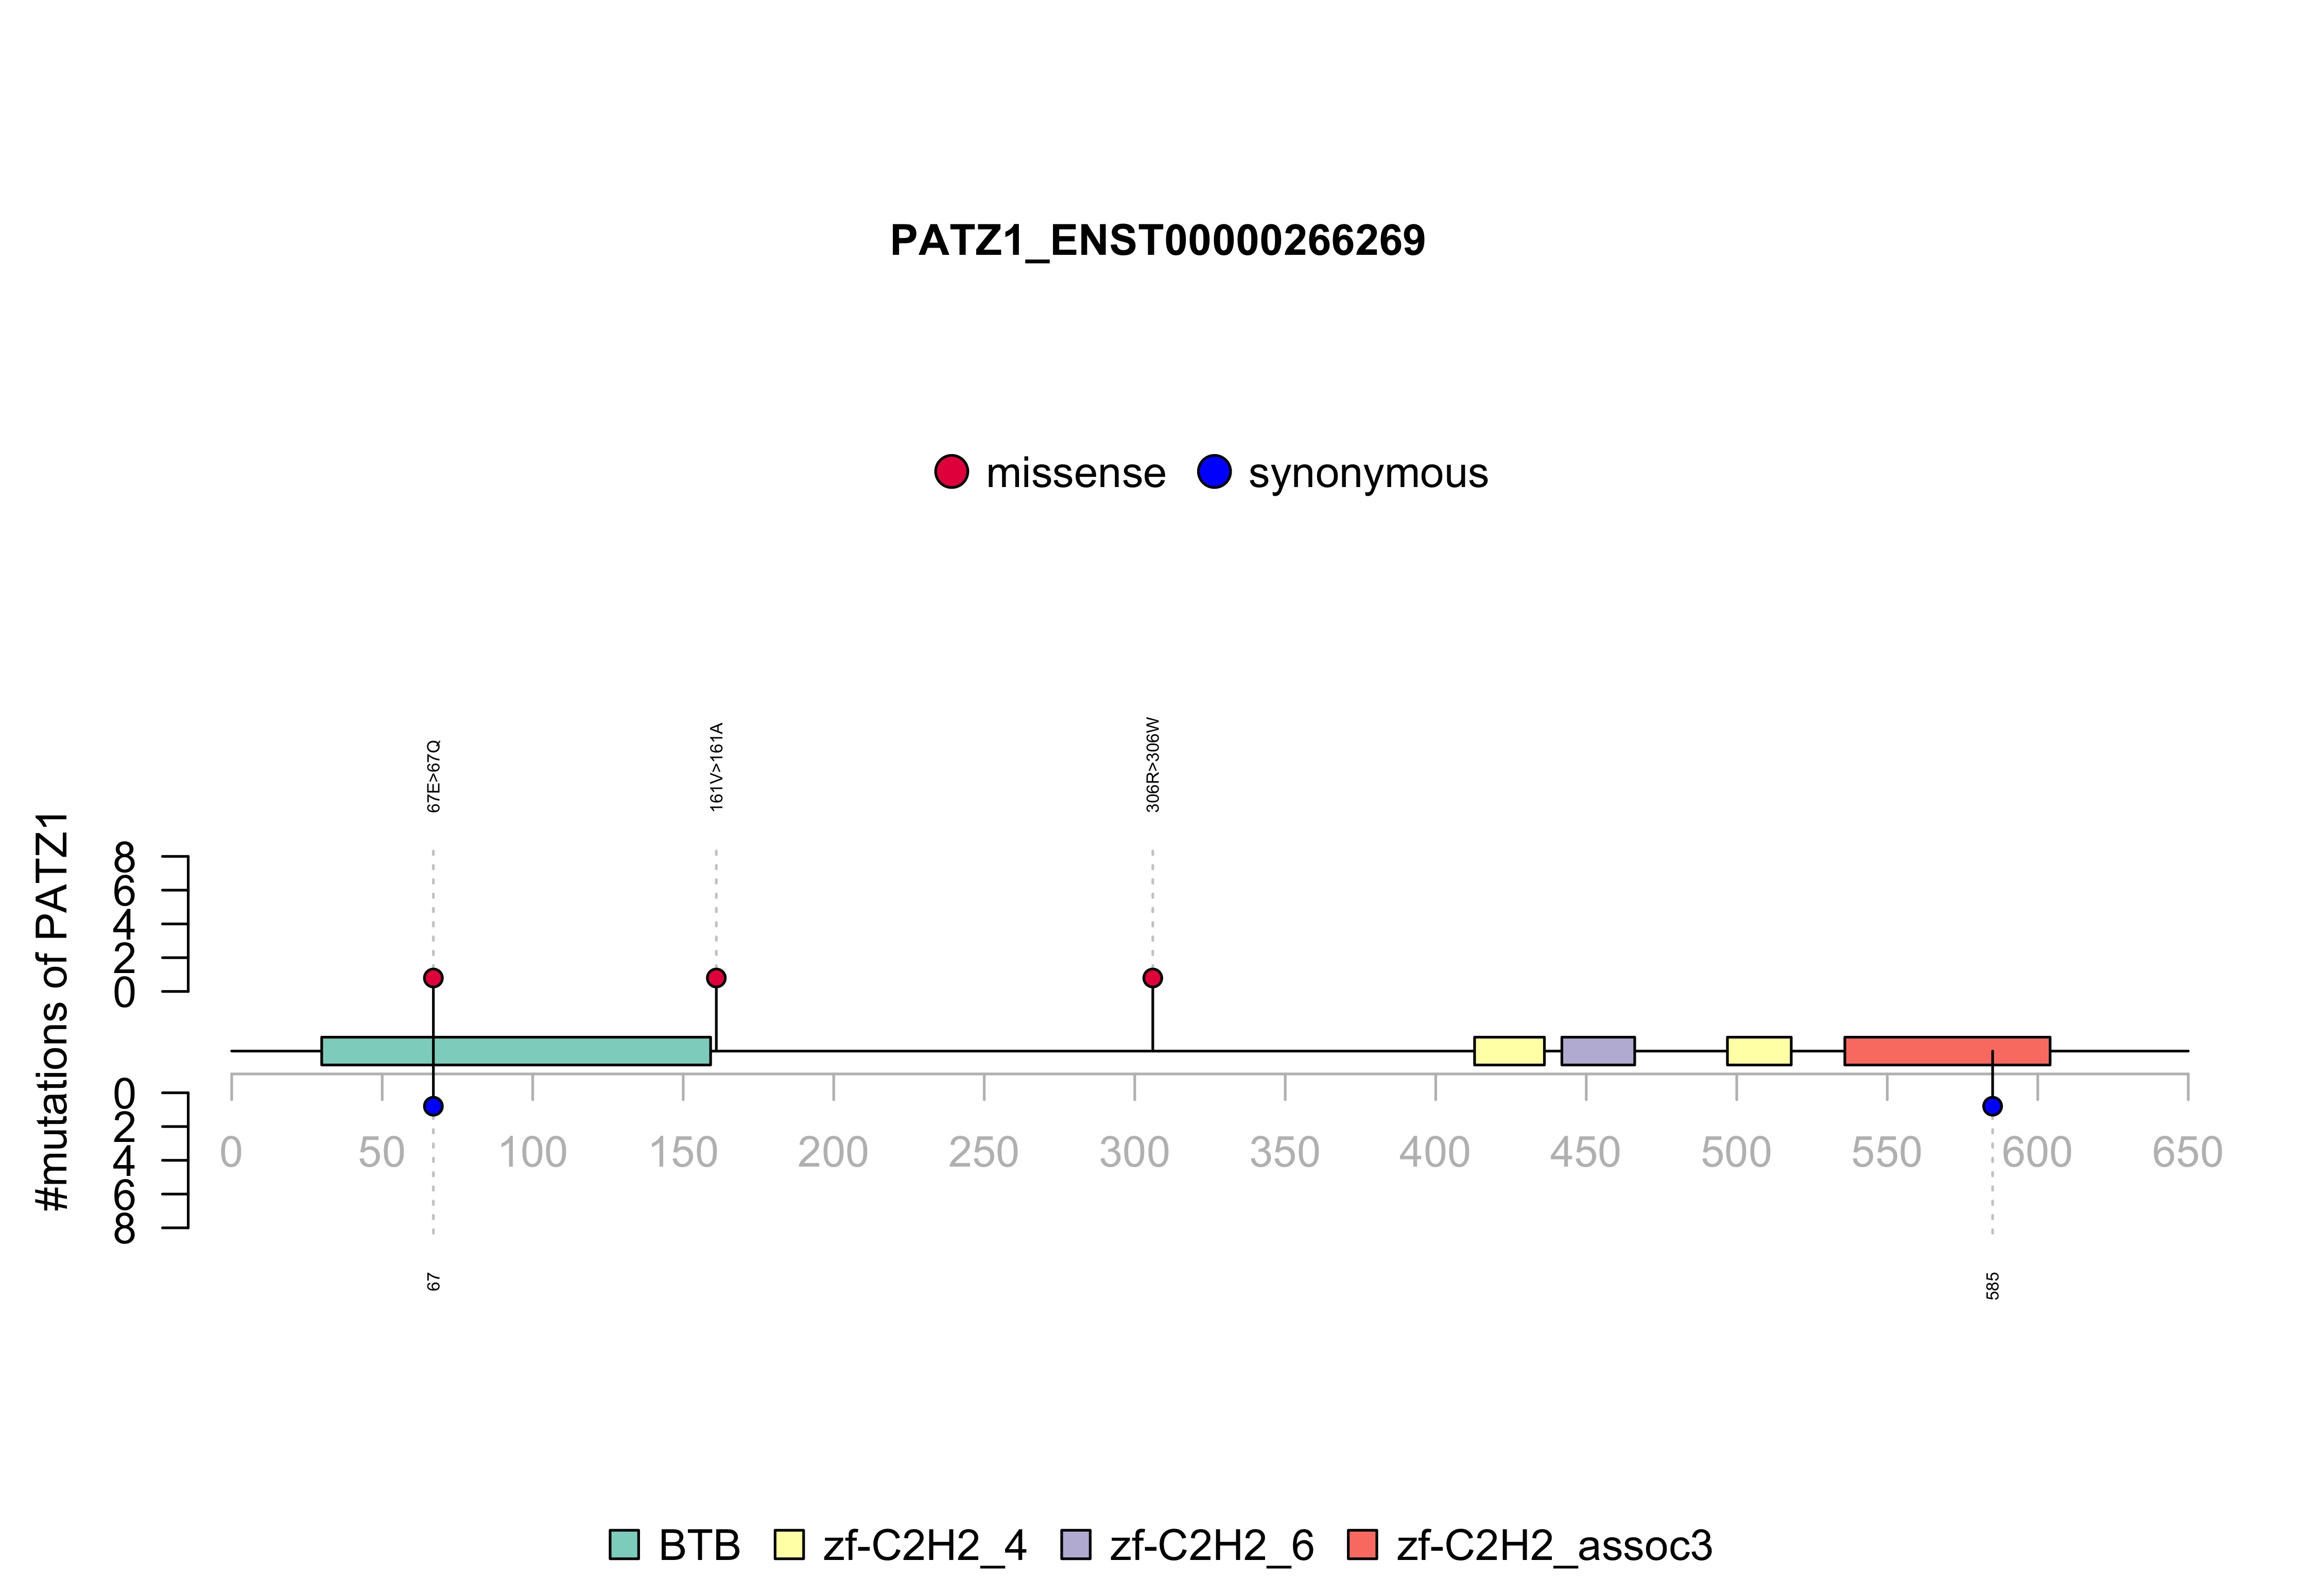 PATZ1_ENST00000266269
missense synonymous
67E>67Q
161V>161A
306R>306W
#mutations of PATZ1
8
6
4
2
0
0
2
4
6
8
0 50 100 150 200 250 300 350 400 450 500 550 600 650
67
585
BTB zf-C2H2_4 zf-C2H2_6 zf-C2H2_assoc3